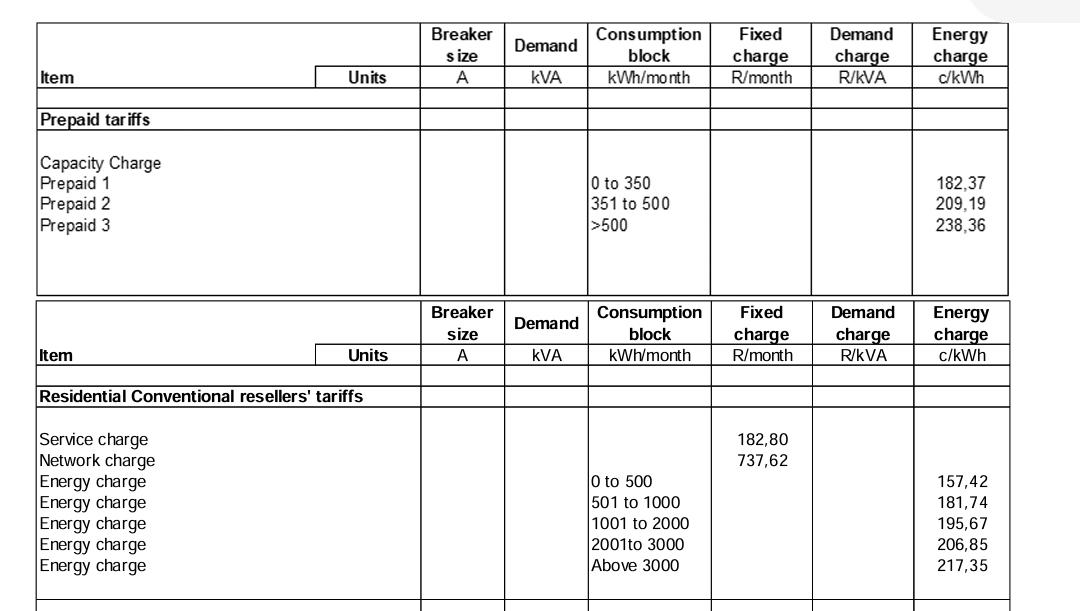 Item Units Breaker size A Demand kVA Consumption block kWh/month Fixed charge R/month Demand charge R/kVA Energy charge c/kWh
Prepaid tariffs
Capacity Charge
Prepaid 1 0 to 350 182,37
Prepaid 2 351 to 500 209,19
Prepaid 3 >500 238,36
Item Units Breaker size A Demand kVA Consumption block kWh/month Fixed charge R/month Demand charge R/kVA Energy charge c/kWh
Residential Conventional resellers' tariffs
Service charge 182,80
Network charge 737,62
Energy charge 0 to 500 157,42
Energy charge 501 to 1000 181,74
Energy charge 1001 to 2000 195,67
Energy charge 2001to 3000 206,85
Energy charge Above 3000 217,35